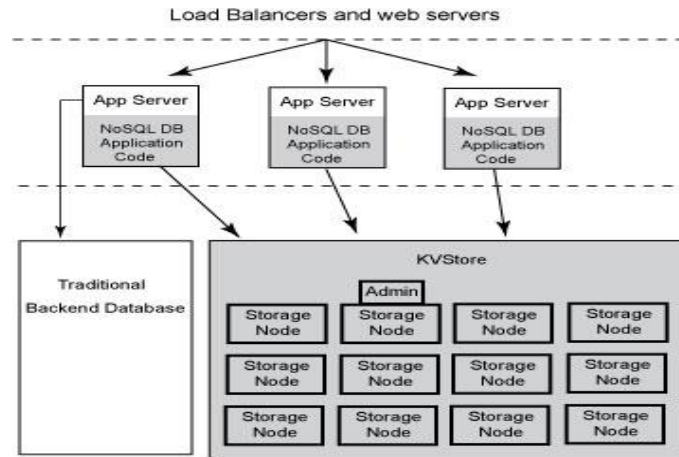 Load Balancers and web servers
App Server
NoSQL DB
Application
Code
App Server
NoSQL DB
Application
Code
App Server
NoSQL DB
Application
Code
Traditional
Backend Database
KVStore
Admin
Storage
Node
Storage
Node
Storage
Node
Storage
Node
Storage
Node
Storage
Node
Storage
Node
Storage
Node
Storage
Node
Storage
Node
Storage
Node
Storage
Node